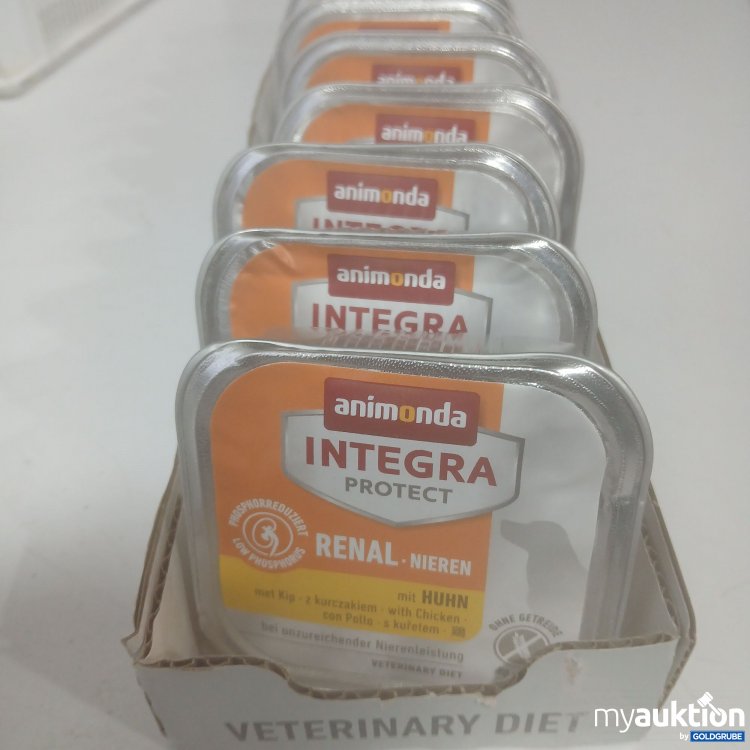 animonda
animonda
animonda
INTEGRA
animonda
INTEGRA
animonda
INTEGRA
PROTECT
PHOSPHORREDUZIERT
LOW PHOSPHORUS
RENAL · NIEREN
mit HUHN
met Kip · z kurczakiem · with Chicken ·
con Pollo · s kuřetem ·
bei unzureichender Nierenleistung
OHNE GETREIDE
VETERINARY DIET
VETERINARY DIET
myauktion
by GOLDGRUBE